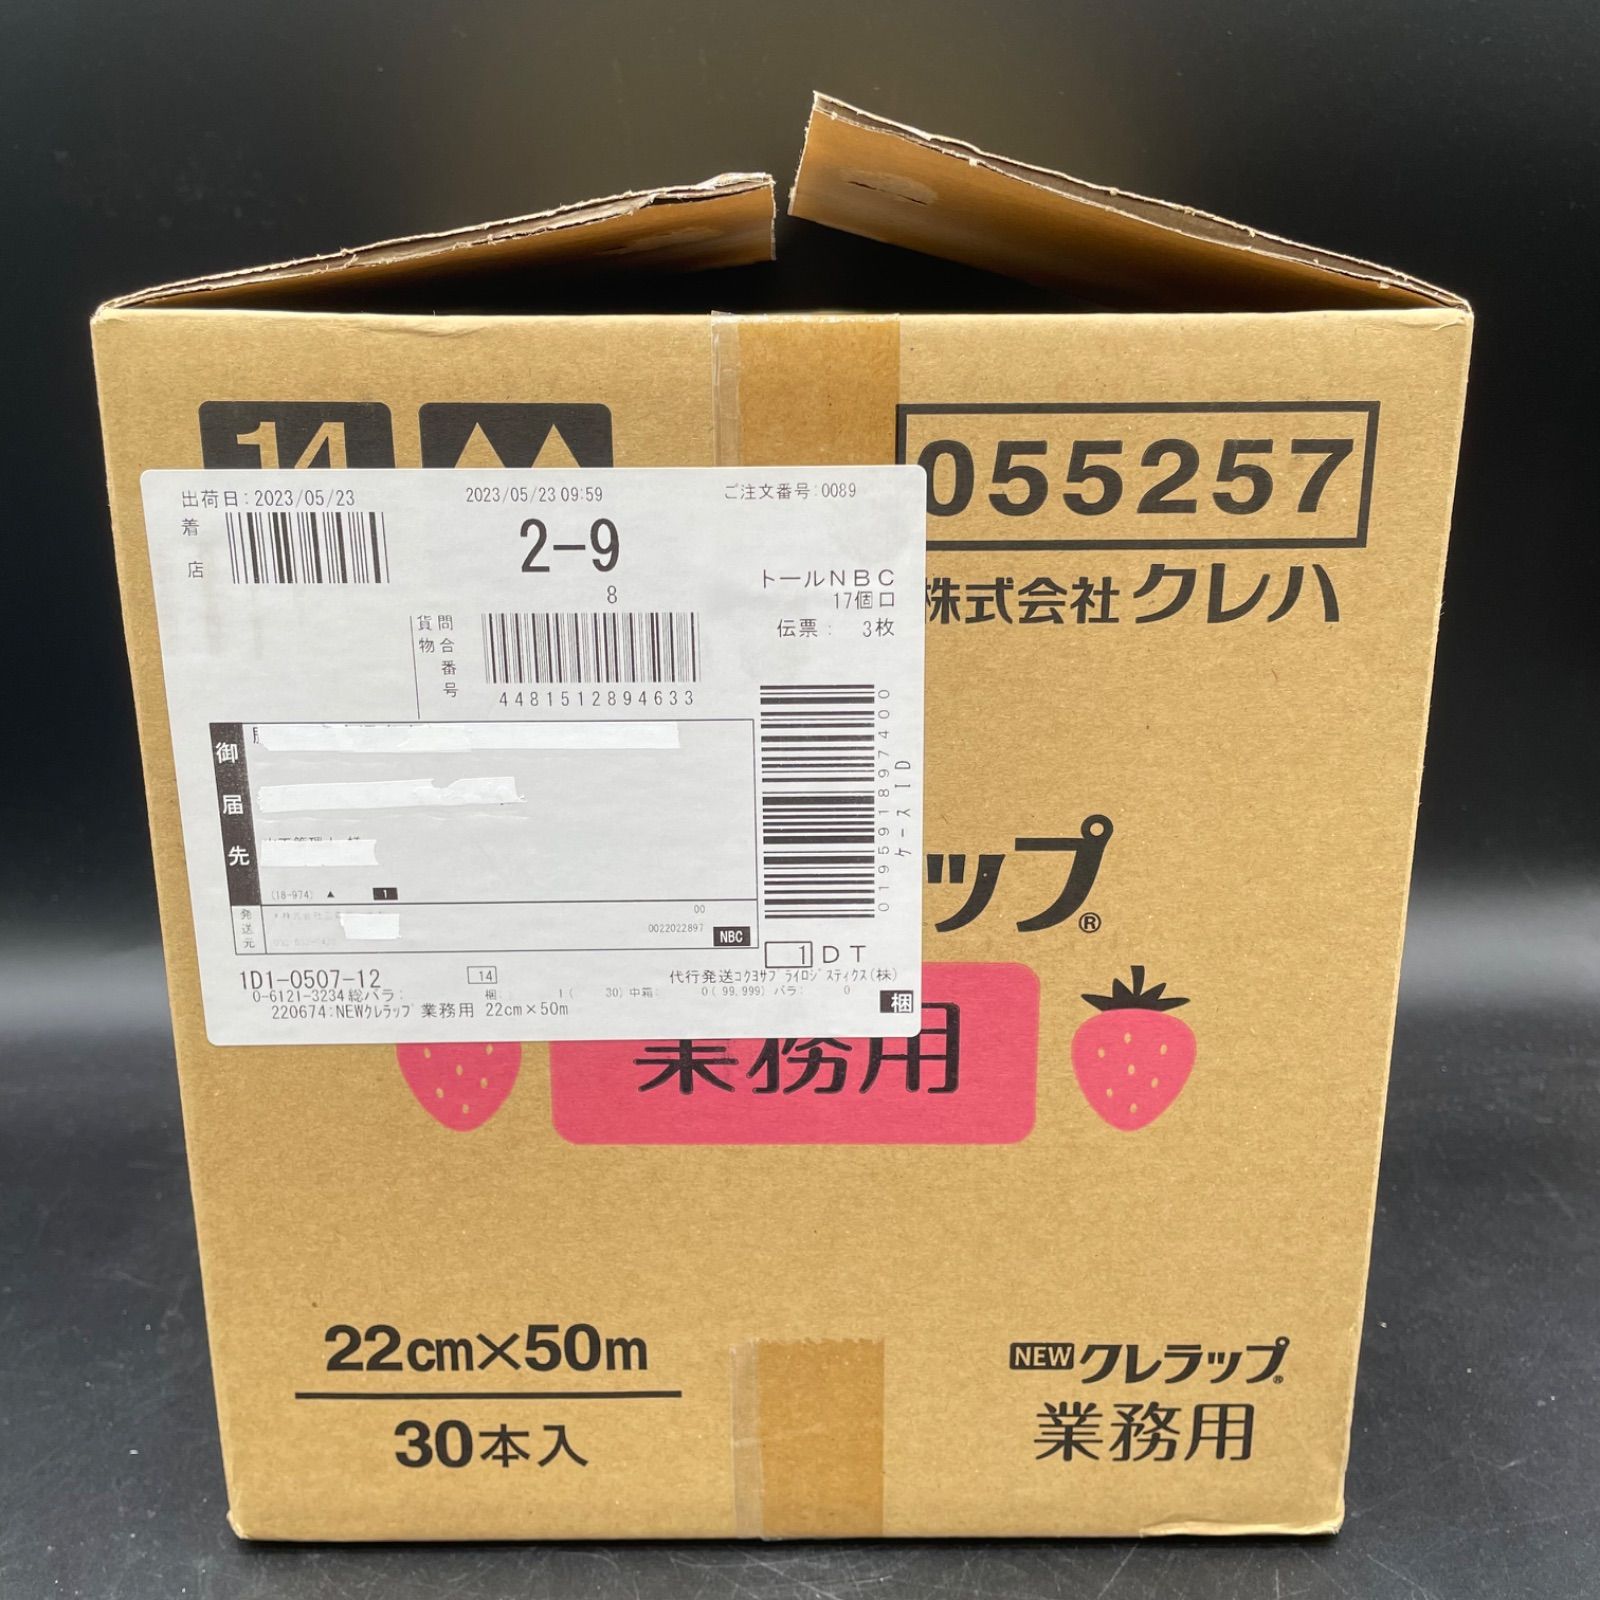 14
055257
株式会社クレハ
出荷日:2023/05/23
2023/05/23 09:59
ご注文番号:0089
着店
2-9
8
トールNBC
17個口
伝票: 3枚
貨物問合番号
4481512894633
019591897400
ケースID
御届先
(18-974) ▲ 1
発送元
00
0022022897
NBC
1DT
1D1-0507-12
14
代行発送コクヨサプライロジスティクス(株)
0-6121-3234 総バラ: 梱: 1( 30) 中箱: 0( 99,999) バラ: 0
梱
220674:NEWクレラップ業務用 22cm×50m
ップ®
業務用
22cm×50m
30本入
NEWクレラップ®
業務用